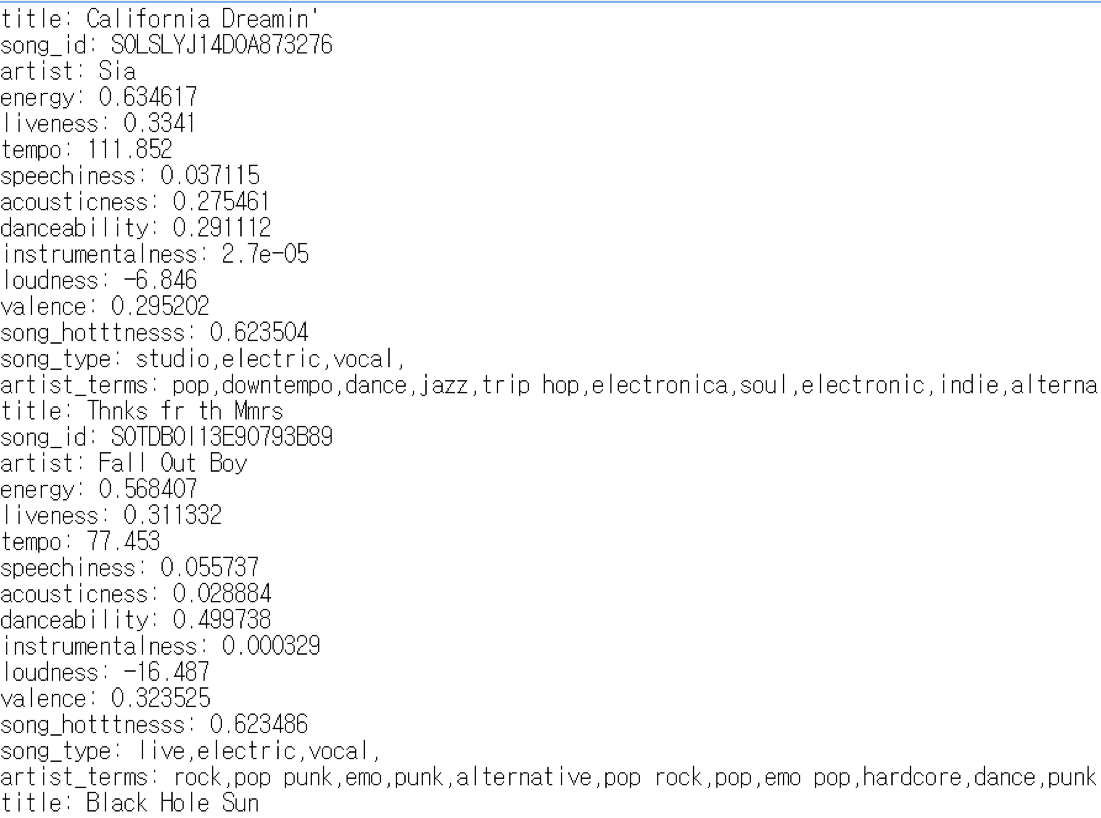 title: California Dreamin'
song_id: SOLSLYJ14D0A873276
artist: Sia
energy: 0.634617
liveness: 0.3341
tempo: 111.852
speechiness: 0.037115
acousticness: 0.275461
danceability: 0.291112
instrumentalness: 2.7e-05
loudness: -6.846
valence: 0.295202
song_hotttnesss: 0.623504
song_type: studio,electric,vocal,
artist_terms: pop,downtempo,dance,jazz,trip hop,electronica,soul,electronic,indie,alterna
title: Thnks fr th Mmrs
song_id: SOTDBOI13E90793B89
artist: Fall Out Boy
energy: 0.568407
liveness: 0.311332
tempo: 77.453
speechiness: 0.055737
acousticness: 0.028884
danceability: 0.499738
instrumentalness: 0.000329
loudness: -16.487
valence: 0.323525
song_hotttnesss: 0.623486
song_type: live,electric,vocal,
artist_terms: rock,pop punk,emo,punk,alternative,pop rock,pop,emo pop,hardcore,dance,punk
title: Black Hole Sun